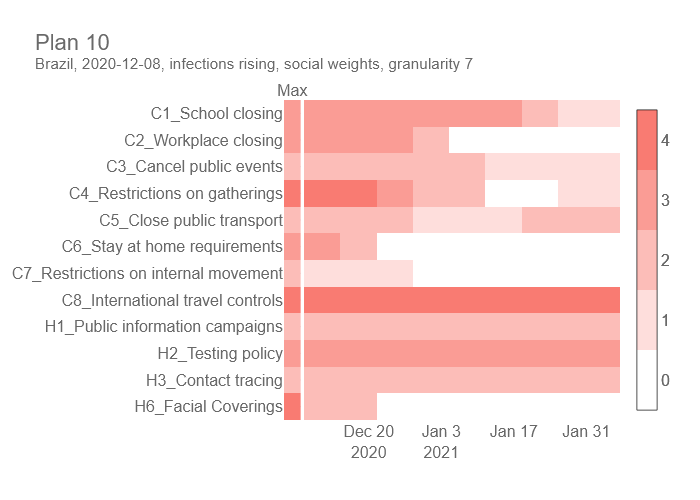 Plan 10
Brazil, 2020-12-08, infections rising, social weights, granularity 7
Max
C1_School closing
C2_Workplace closing
C3_Cancel public events
C4_Restrictions on gatherings
C5_Close public transport
C6_Stay at home requirements
C7_Restrictions on internal movement
C8_International travel controls
H1_Public information campaigns
H2_Testing policy
H3_Contact tracing
H6_Facial Coverings
4
3
2
1
0
Dec 20 Jan 3 Jan 17 Jan 31
2020 2021